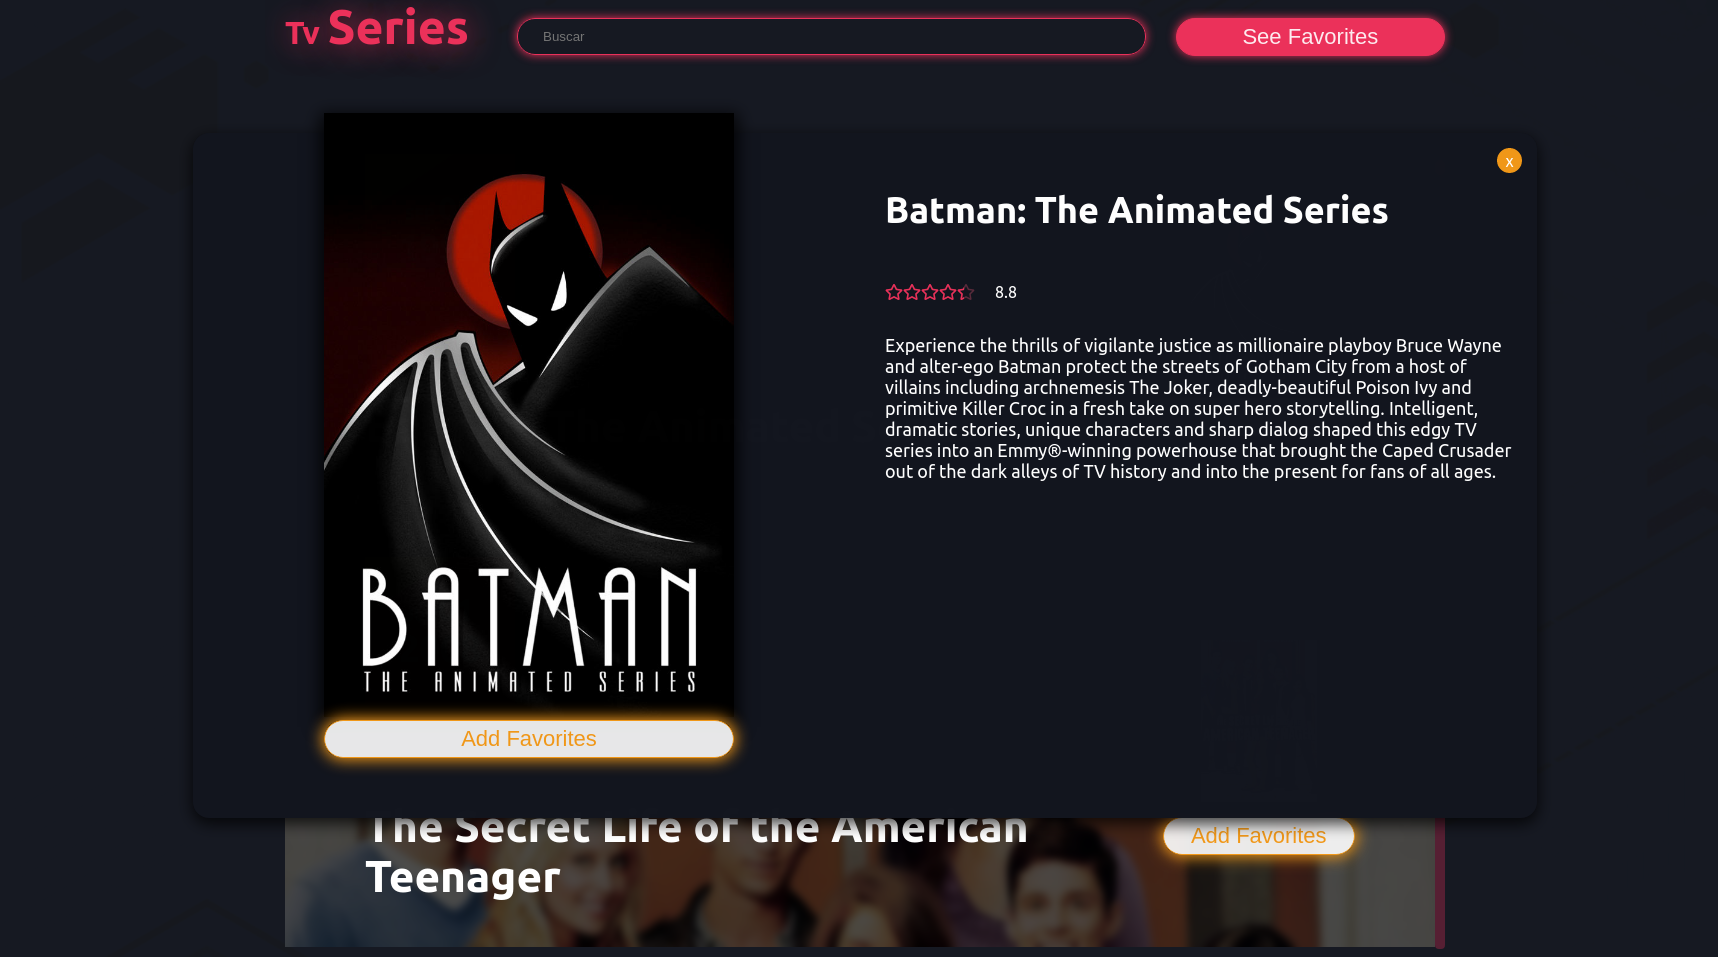 Tv Series
Buscar
See Favorites
x
Batman: The Animated Series
8.8
Experience the thrills of vigilante justice as millionaire playboy Bruce Wayne
and alter-ego Batman protect the streets of Gotham City from a host of
villains including archnemesis The Joker, deadly-beautiful Poison Ivy and
primitive Killer Croc in a fresh take on super hero storytelling. Intelligent,
dramatic stories, unique characters and sharp dialog shaped this edgy TV
series into an Emmy®-winning powerhouse that brought the Caped Crusader
out of the dark alleys of TV history and into the present for fans of all ages.
BATMAN
THE ANIMATED SERIES
Add Favorites
The Secret Life of the American
Teenager
Add Favorites